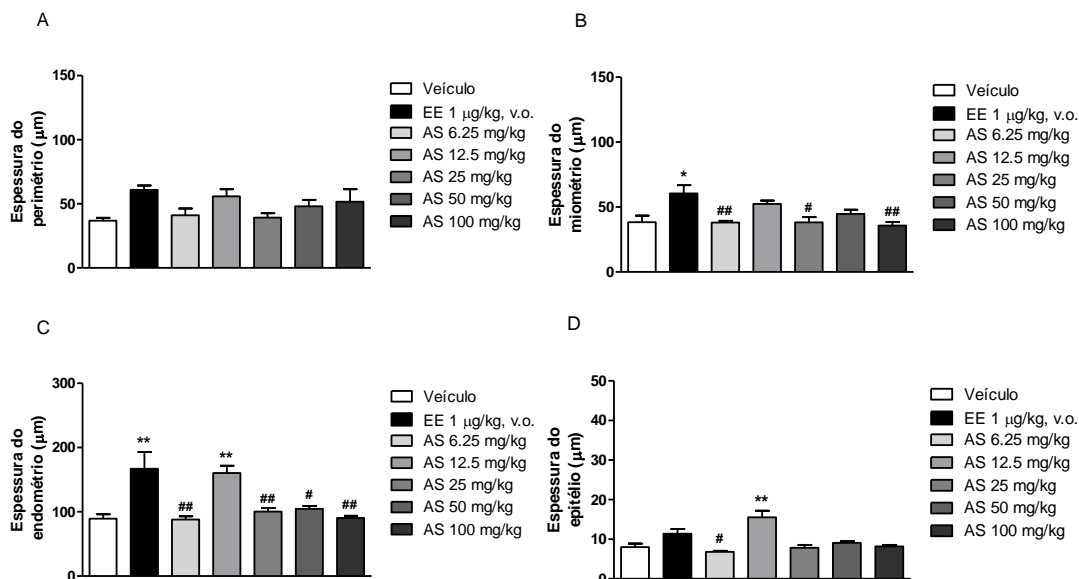 A
Espessura do
perimétrio (μm)
150
100
50
0
Veículo
EE 1 μg/kg, v.o.
AS 6.25 mg/kg
AS 12.5 mg/kg
AS 25 mg/kg
AS 50 mg/kg
AS 100 mg/kg
B
Espessura do
miométrio (μm)
150
100
50
0
*
##
#
##
Veículo
EE 1 μg/kg, v.o.
AS 6.25 mg/kg
AS 12.5 mg/kg
AS 25 mg/kg
AS 50 mg/kg
AS 100 mg/kg
C
Espessura do
endométrio (μm)
300
200
100
0
**
##
**
##
#
##
Veículo
EE 1 μg/kg, v.o.
AS 6.25 mg/kg
AS 12.5 mg/kg
AS 25 mg/kg
AS 50 mg/kg
AS 100 mg/kg
D
Espessura do
epitélio (μm)
50
40
30
20
10
0
#
**
Veículo
EE 1 μg/kg, v.o.
AS 6.25 mg/kg
AS 12.5 mg/kg
AS 25 mg/kg
AS 50 mg/kg
AS 100 mg/kg